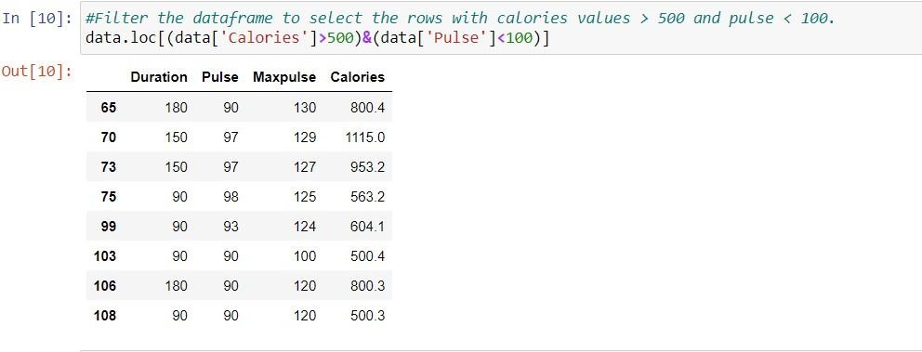 In [10]: #Filter the dataframe to select the rows with calories values > 500 and pulse < 100.
data.loc[(data['Calories']>500)&(data['Pulse']<100)]
Out[10]:
Duration Pulse Maxpulse Calories
65 180 90 130 800.4
70 150 97 129 1115.0
73 150 97 127 953.2
75 90 98 125 563.2
99 90 93 124 604.1
103 90 90 100 500.4
106 180 90 120 800.3
108 90 90 120 500.3